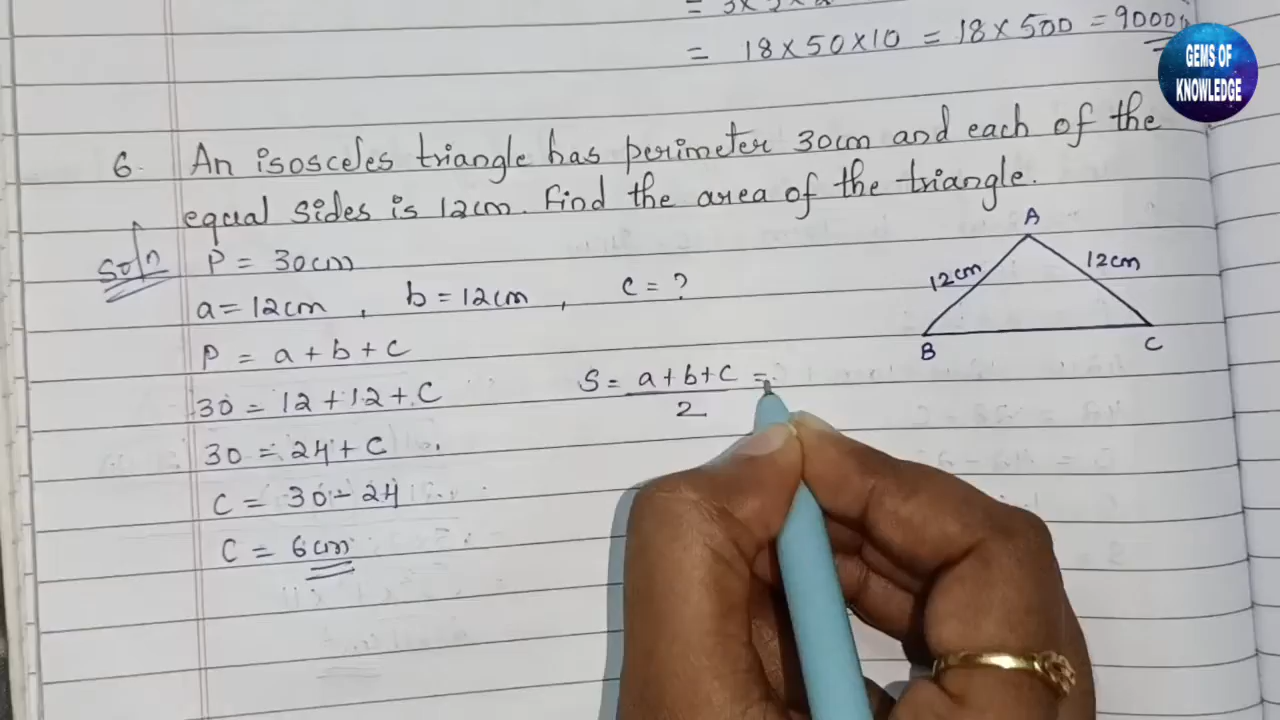 = 18 × 50 × 10 = 18 × 500 = 9000
GEMS OF
KNOWLEDGE
6. An isosceles triangle has perimeter 30cm and each of the
equal sides is 12cm. Find the area of the triangle.
Soln
P = 30cm
a = 12cm , b = 12cm , c = ?
P = a + b + c
30 = 12 + 12 + C
30 = 24 + C
C = 30 - 24
C = 6cm
S = a + b + c =
2
A
12cm
12cm
B
C